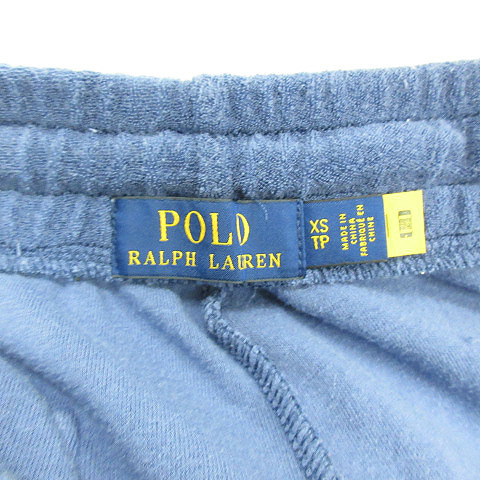 POLO
RALPH LAUREN
XS
TP
MADE IN
CHINA
FABRIQUÉ EN
CHINE